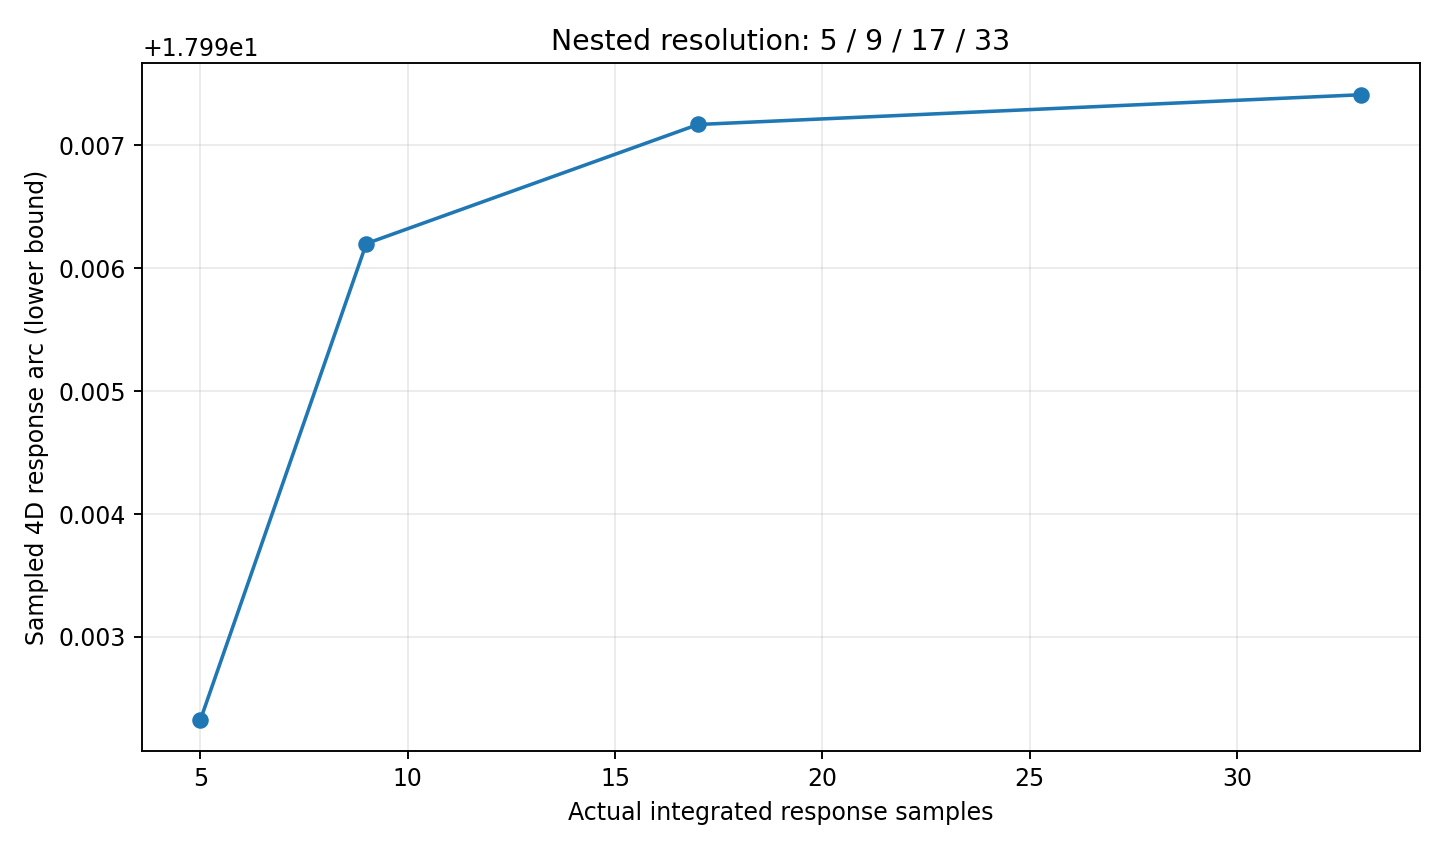 Nested resolution: 5 / 9 / 17 / 33
+1.799e1
Sampled 4D response arc (lower bound)
0.007
0.006
0.005
0.004
0.003
5
10
15
20
25
30
Actual integrated response samples